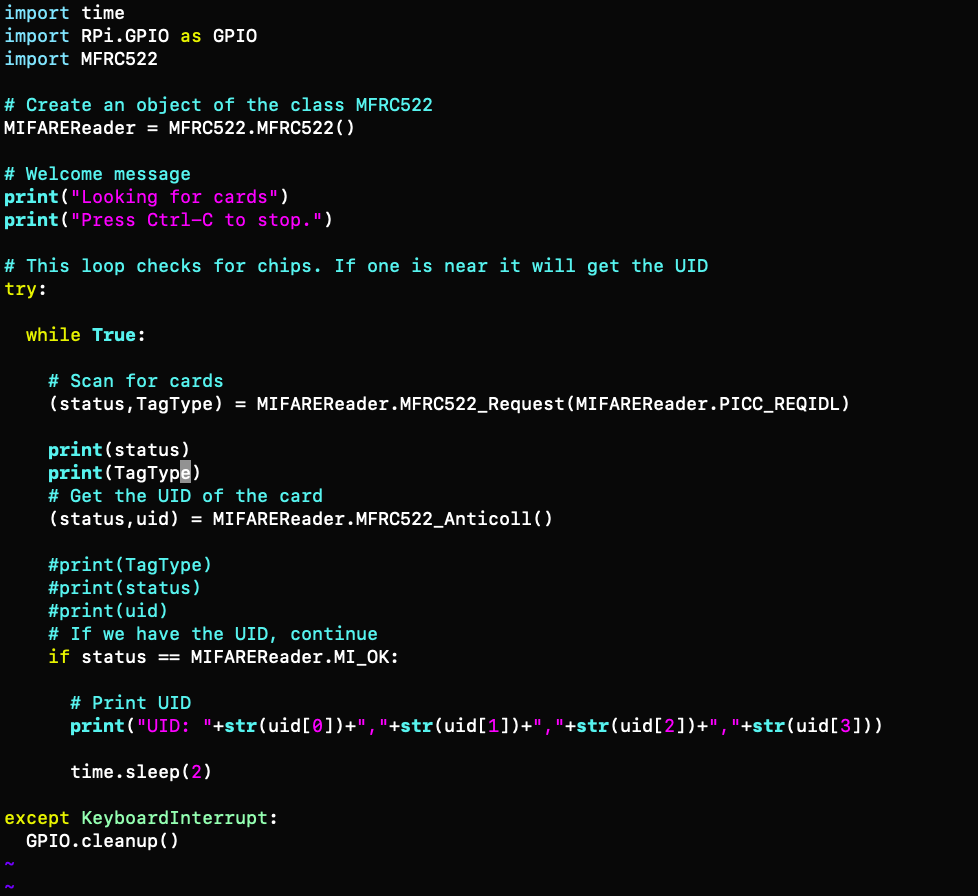 import time
import RPi.GPIO as GPIO
import MFRC522

# Create an object of the class MFRC522
MIFAREReader = MFRC522.MFRC522()

# Welcome message
print("Looking for cards")
print("Press Ctrl-C to stop.")

# This loop checks for chips. If one is near it will get the UID
try:

  while True:

    # Scan for cards
    (status,TagType) = MIFAREReader.MFRC522_Request(MIFAREReader.PICC_REQIDL)

    print(status)
    print(TagType)
    # Get the UID of the card
    (status,uid) = MIFAREReader.MFRC522_Anticoll()

    #print(TagType)
    #print(status)
    #print(uid)
    # If we have the UID, continue
    if status == MIFAREReader.MI_OK:

      # Print UID
      print("UID: "+str(uid[0])+","+str(uid[1])+","+str(uid[2])+","+str(uid[3]))

      time.sleep(2)

except KeyboardInterrupt:
  GPIO.cleanup()
~
~